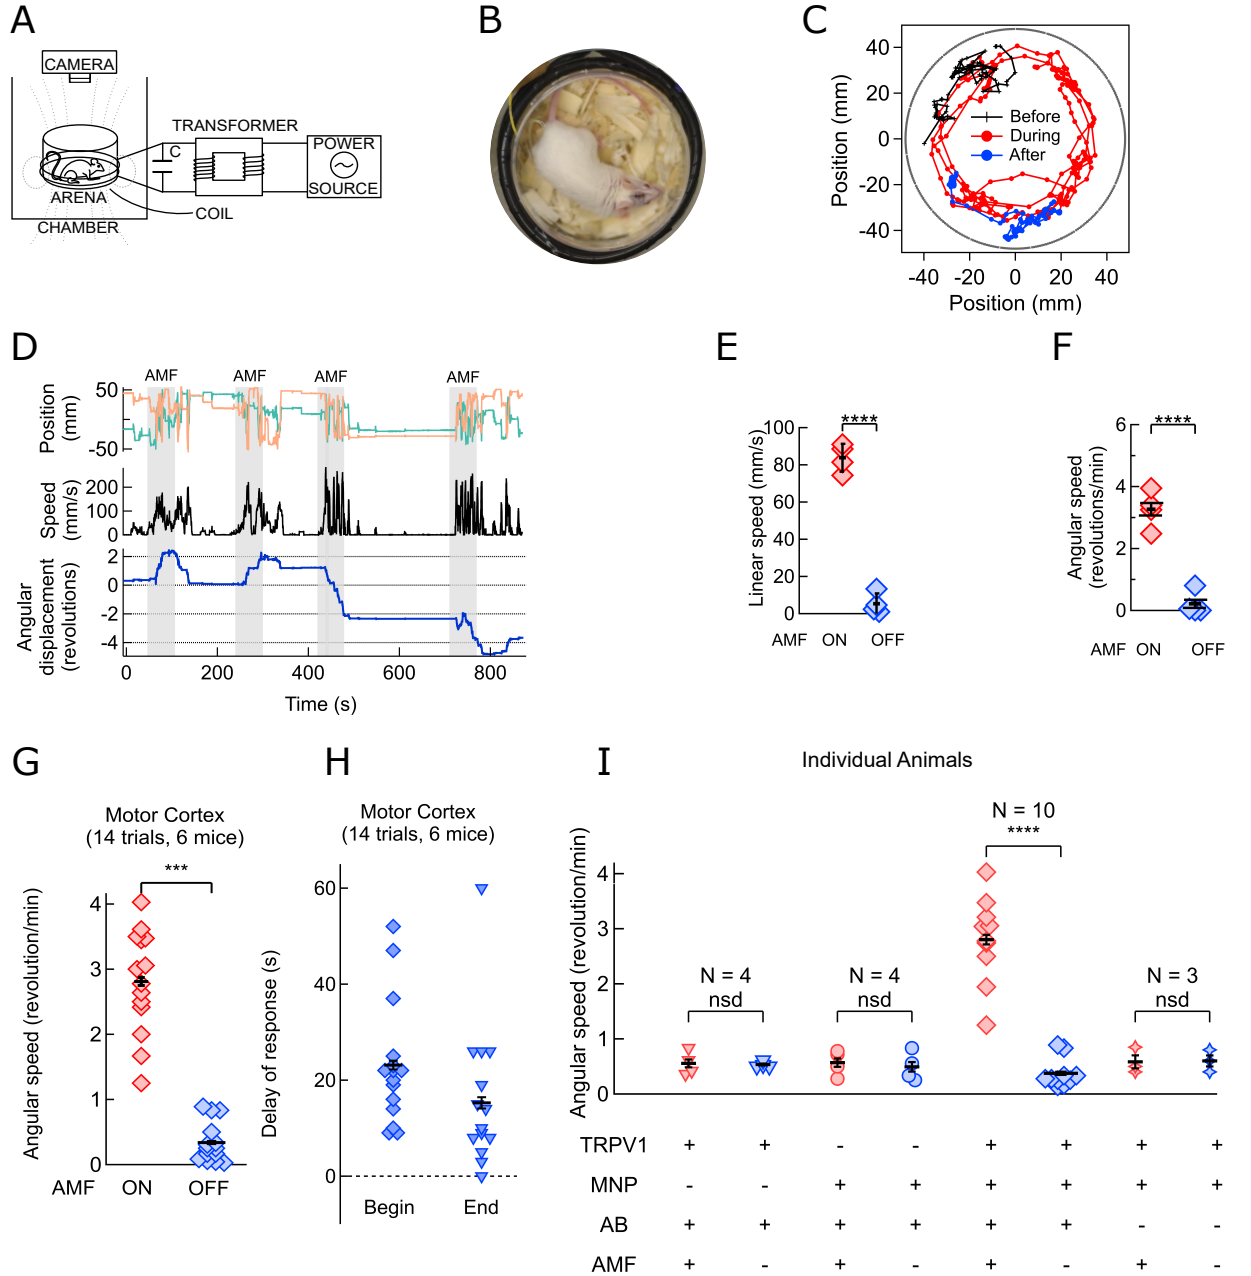 A
CAMERA
TRANSFORMER
C
POWER
SOURCE
ARENA
COIL
CHAMBER
B
C
Position (mm)
40
20
0
-20
-40
Before
During
After
-40 -20 0 20 40
Position (mm)
D
AMF AMF AMF AMF
Position
(mm)
50
-50
Speed
(mm/s)
200
100
0
Angular
displacement
(revolutions)
2
0
-2
-4
0 200 400 600 800
Time (s)
E
Linear speed (mm/s)
100
80
60
40
20
0
****
AMF ON OFF
F
Angular speed
(revolutions/min)
6
4
2
0
****
AMF ON OFF
G
Motor Cortex
(14 trials, 6 mice)
***
Angular speed (revolution/min)
4
3
2
1
0
AMF ON OFF
H
Motor Cortex
(14 trials, 6 mice)
Delay of response (s)
60
40
20
0
Begin End
I
Individual Animals
Angular speed (revolution/min)
4
3
2
1
0
N = 4
nsd
N = 4
nsd
N = 10
****
N = 3
nsd
TRPV1 + + - - + + + +
MNP - - + + + + + +
AB + + + + + + - -
AMF + - + - + - + -